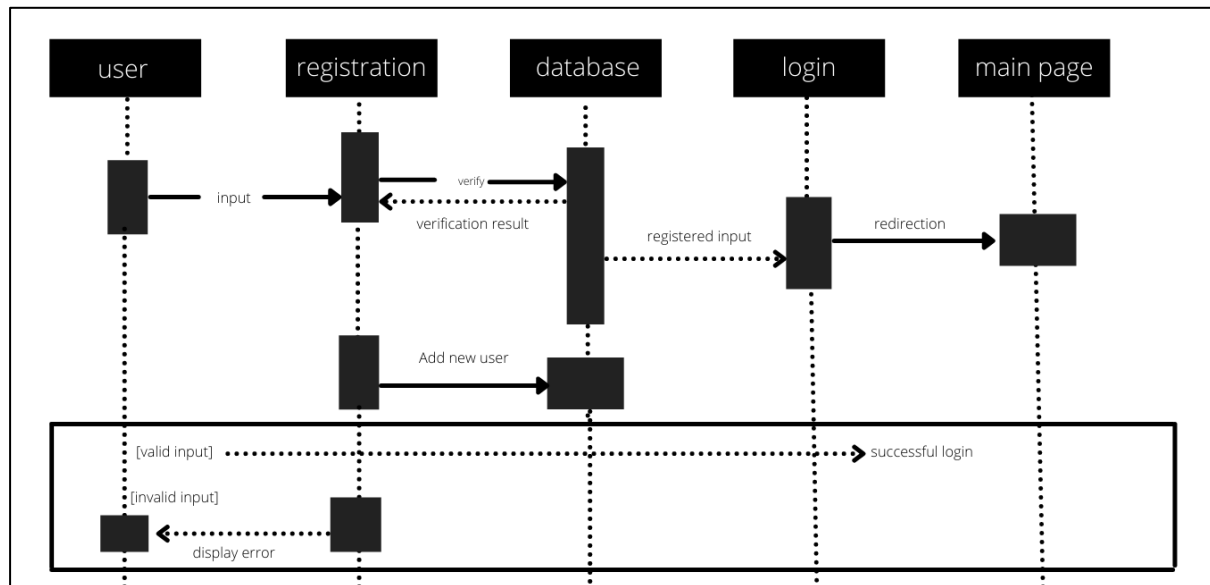 user
registration
database
login
main page
input
verify
verification result
registered input
redirection
Add new user
[valid input]
successful login
[invalid input]
display error